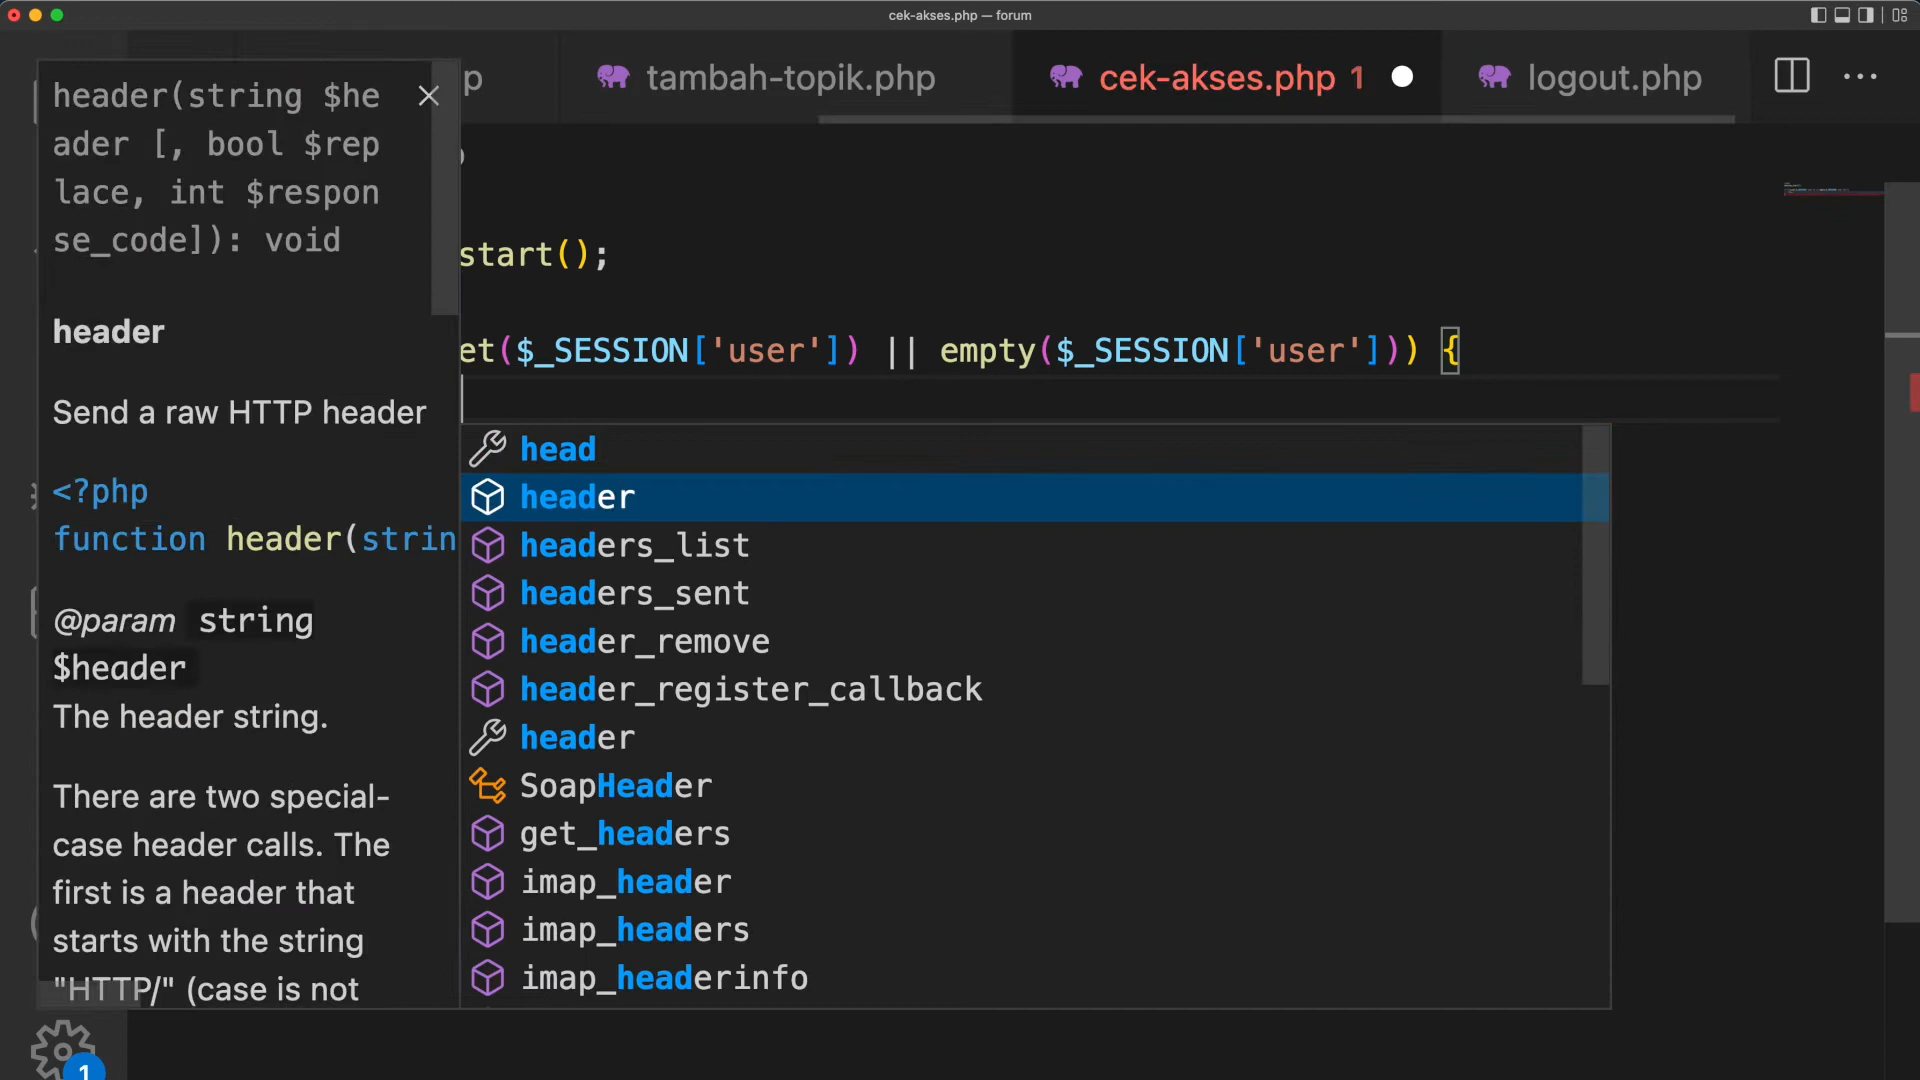 cek-akses.php — forum
p
tambah-topik.php
cek-akses.php 1
logout.php
header(string $he
ader [, bool $rep
lace, int $respon
se_code]): void
header
Send a raw HTTP header
<?php
function header(strin
@param string
$header
The header string.
There are two special-
case header calls. The
first is a header that
starts with the string
"HTTP/" (case is not
start();
et($_SESSION['user']) || empty($_SESSION['user'])) {
head
header
headers_list
headers_sent
header_remove
header_register_callback
header
SoapHeader
get_headers
imap_header
imap_headers
imap_headerinfo
1